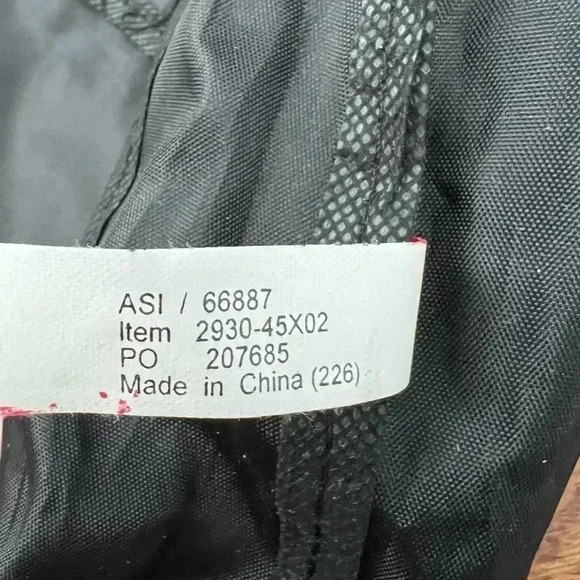 ASI / 66887
Item 2930-45X02
PO 207685
Made in China (226)